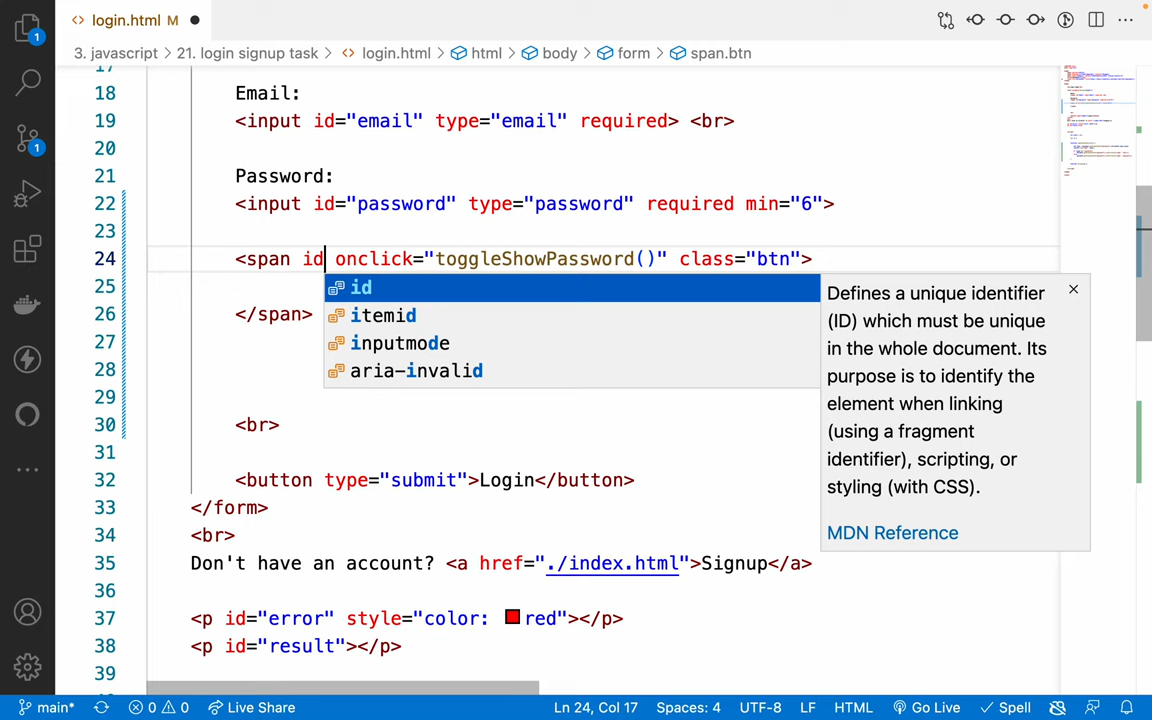 login.html M
3. javascript > 21. login signup task > login.html > html > body > form > span.btn
17
18 Email:
19 <input id="email" type="email" required> <br>
20
21 Password:
22 <input id="password" type="password" required min="6">
23
24 <span id onclick="toggleShowPassword()" class="btn">
25
26 </span>
27
28
29
30 <br>
31
32 <button type="submit">Login</button>
33 </form>
34 <br>
35 Don't have an account? <a href="./index.html">Signup</a>
36
37 <p id="error" style="color: red"></p>
38 <p id="result"></p>
39
id
itemid
inputmode
aria-invalid
Defines a unique identifier
(ID) which must be unique
in the whole document. Its
purpose is to identify the
element when linking
(using a fragment
identifier), scripting, or
styling (with CSS).
MDN Reference
1
1
main* 0 0 Live Share Ln 24, Col 17 Spaces: 4 UTF-8 LF HTML Go Live Spell